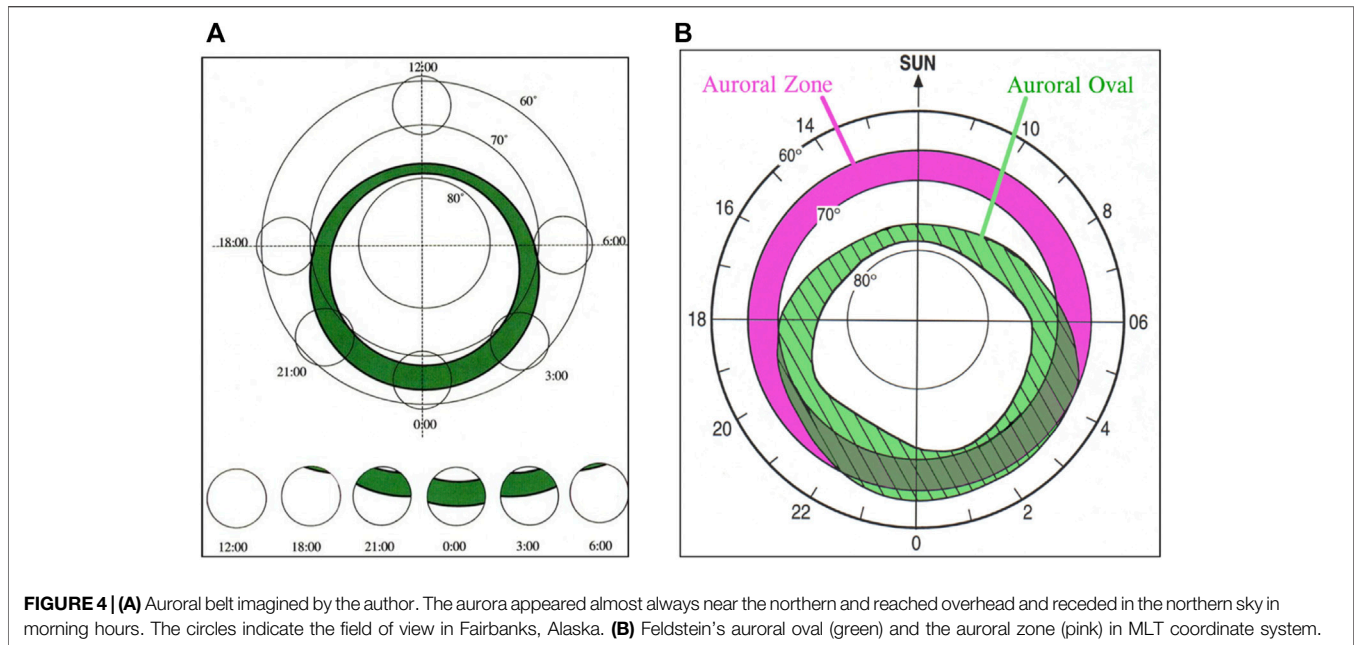 A
12:00
60°
70°
80°
18:00
6:00
21:00
3:00
0:00
12:00 18:00 21:00 0:00 3:00 6:00
B
SUN
Auroral Zone
Auroral Oval
14
10
60°
16
8
70°
80°
18
06
20
4
22
2
0
FIGURE 4 | (A) Auroral belt imagined by the author. The aurora appeared almost always near the northern and reached overhead and receded in the northern sky in
morning hours. The circles indicate the field of view in Fairbanks, Alaska. (B) Feldstein’s auroral oval (green) and the auroral zone (pink) in MLT coordinate system.